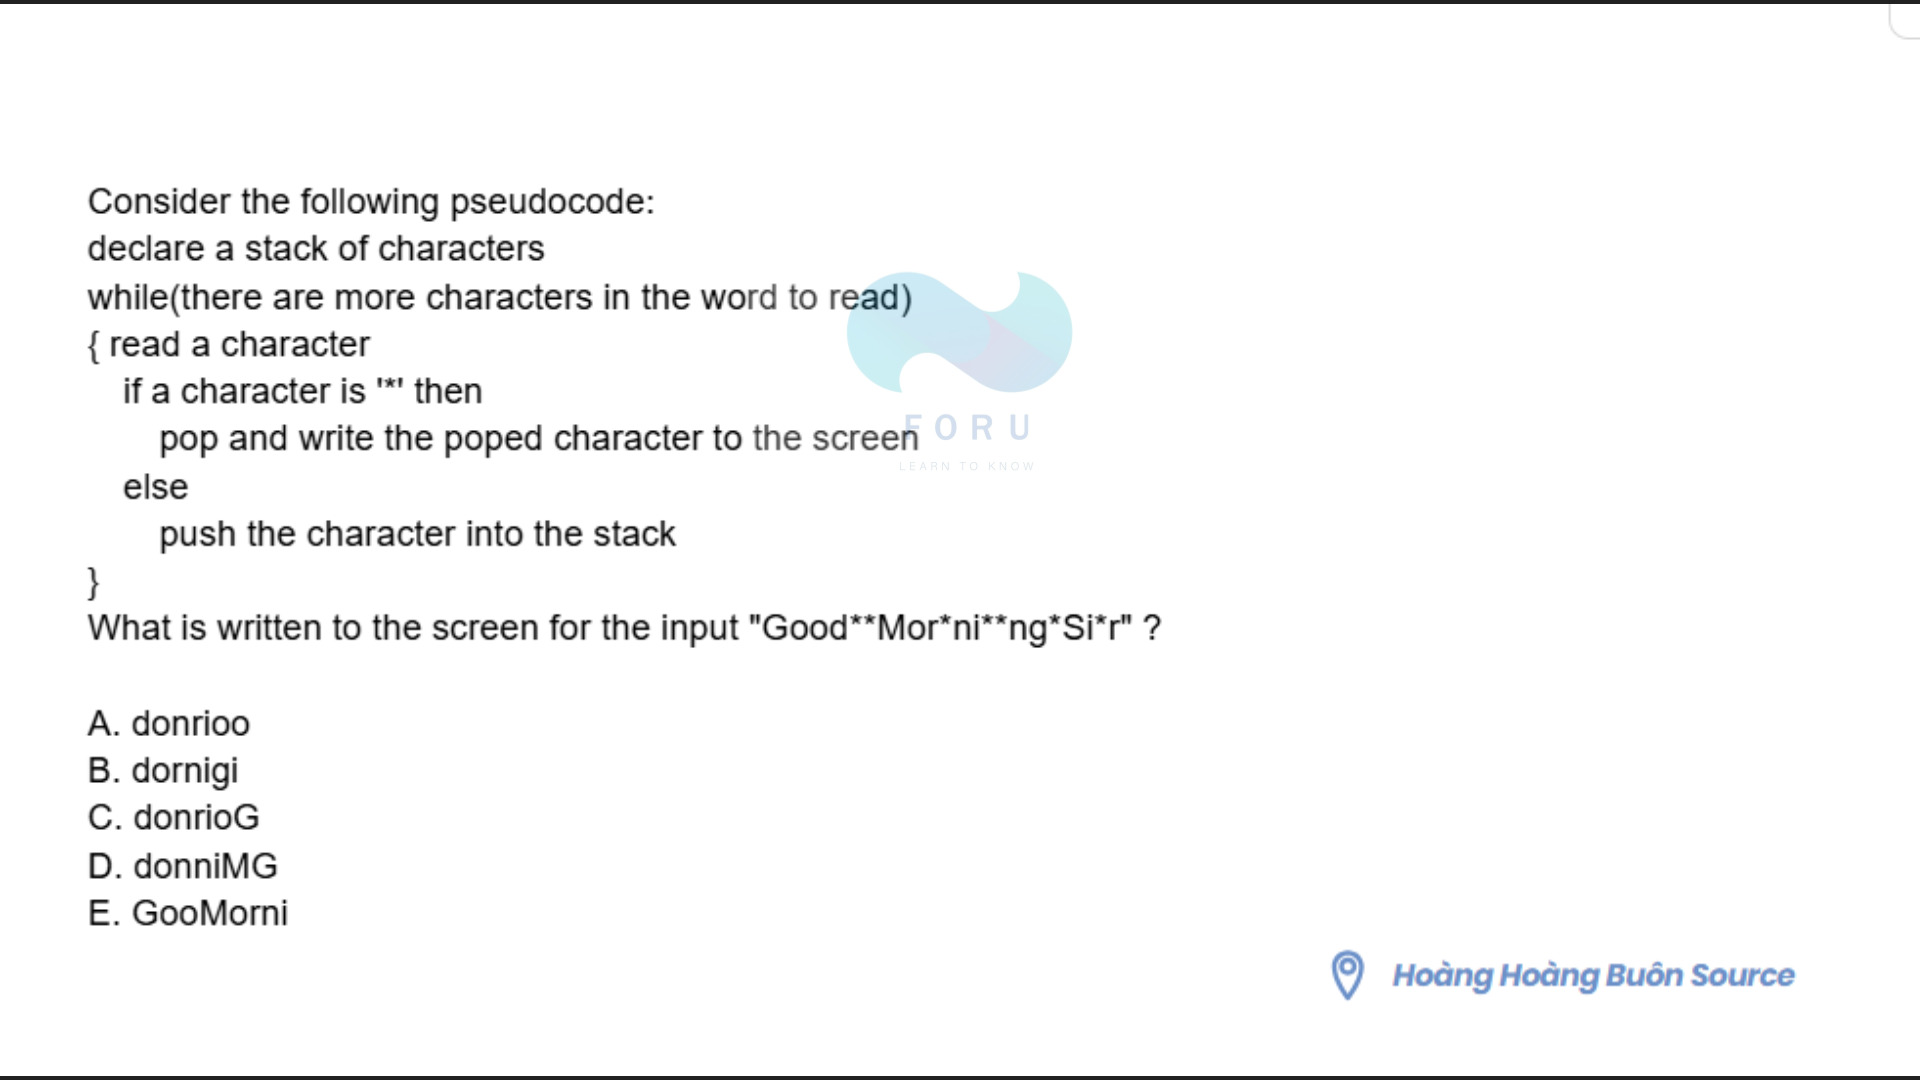 Consider the following pseudocode:
declare a stack of characters
while(there are more characters in the word to read)
{ read a character
if a character is '*' then
pop and write the poped character to the screen
else
push the character into the stack
}
What is written to the screen for the input "Good**Mor*ni**ng*Si*r" ?
A. donrioo
B. dornigi
C. donrioG
D. donniMG
E. GooMorni
FORU
LEARN TO KNOW
Hoàng Hoàng Buôn Source